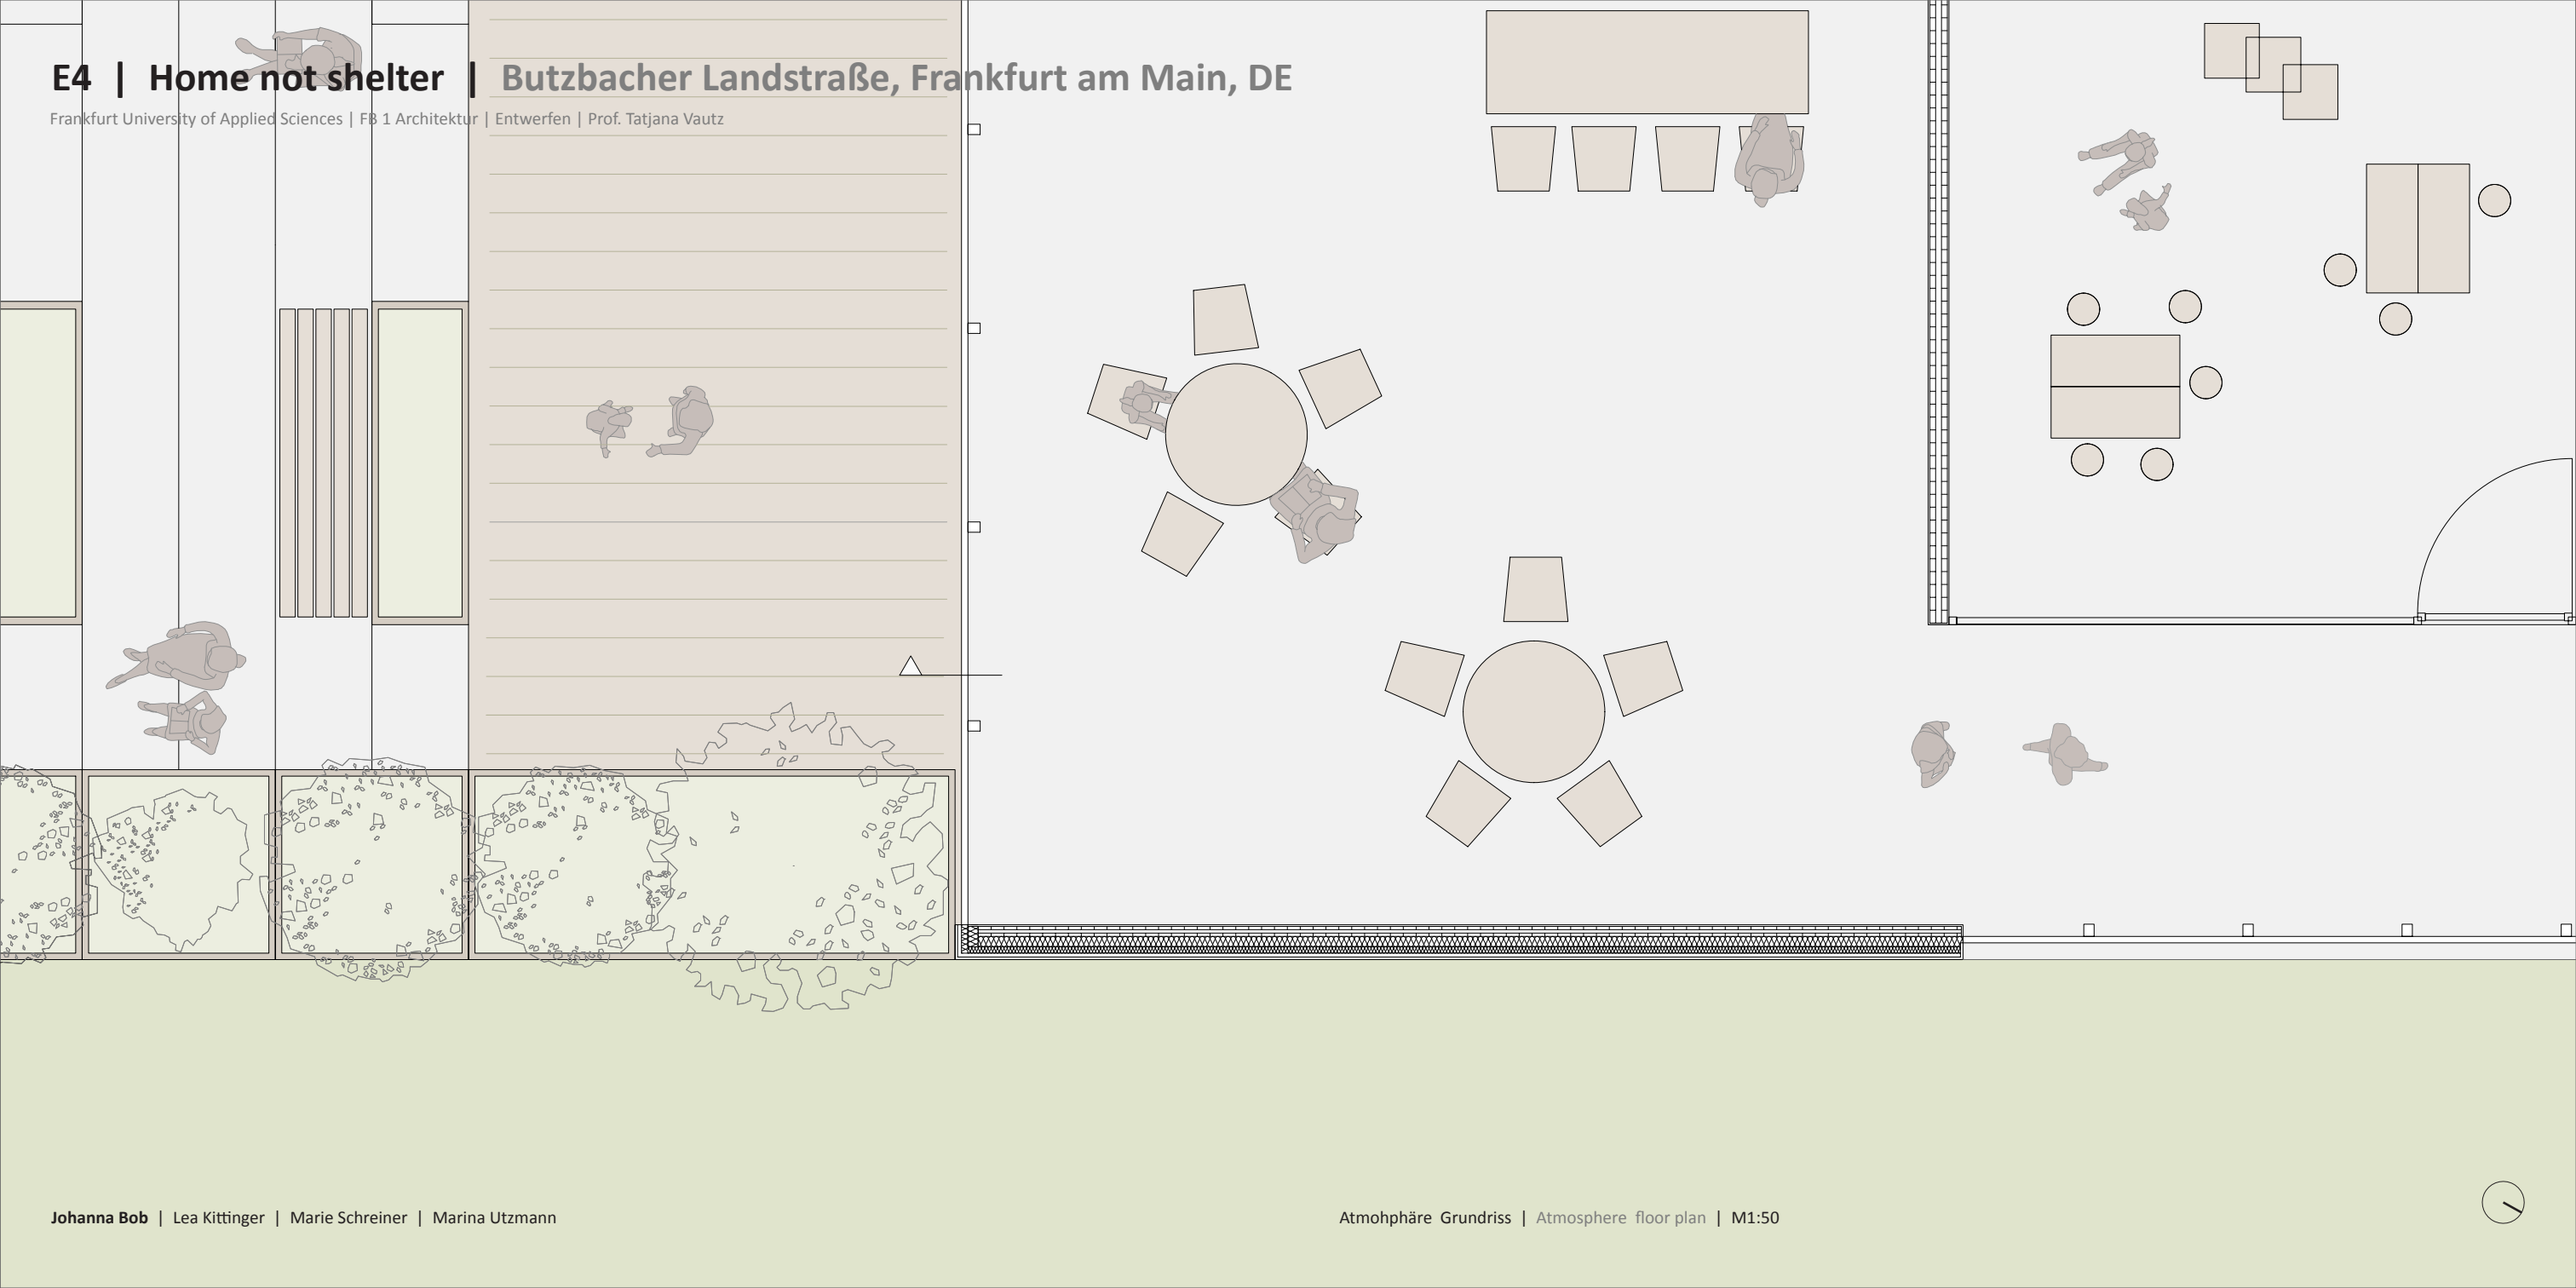 E4 | Home not shelter | Butzbacher Landstraße, Frankfurt am Main, DE
Frankfurt University of Applied Sciences | FB 1 Architektur | Entwerfen | Prof. Tatjana Vautz
Johanna Bob | Lea Kittinger | Marie Schreiner | Marina Utzmann
Atmohphäre Grundriss | Atmosphere floor plan | M1:50